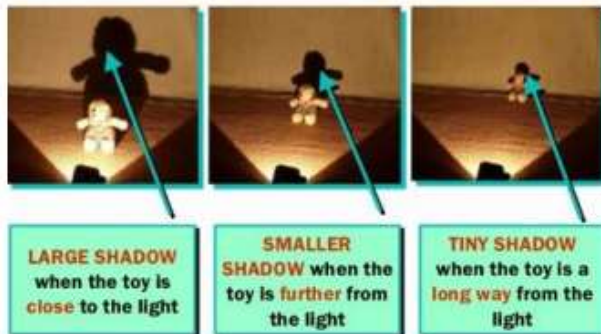 LARGE SHADOW
when the toy is
close to the light
SMALLER
SHADOW when the
toy is further from
the light
TINY SHADOW
when the toy is a
long way from the
light